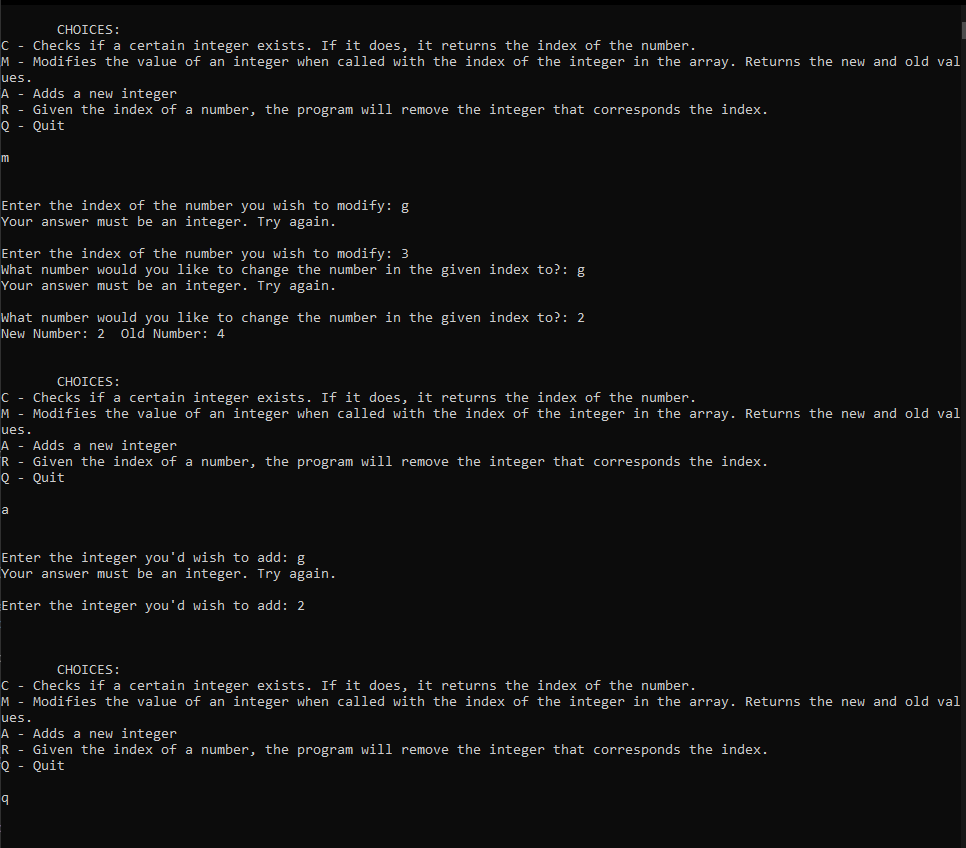 CHOICES:
C - Checks if a certain integer exists. If it does, it returns the index of the number.
M - Modifies the value of an integer when called with the index of the integer in the array. Returns the new and old val
ues.
A - Adds a new integer
R - Given the index of a number, the program will remove the integer that corresponds the index.
Q - Quit
m
Enter the index of the number you wish to modify: g
Your answer must be an integer. Try again.
Enter the index of the number you wish to modify: 3
What number would you like to change the number in the given index to?: g
Your answer must be an integer. Try again.
What number would you like to change the number in the given index to?: 2
New Number: 2  Old Number: 4
CHOICES:
C - Checks if a certain integer exists. If it does, it returns the index of the number.
M - Modifies the value of an integer when called with the index of the integer in the array. Returns the new and old val
ues.
A - Adds a new integer
R - Given the index of a number, the program will remove the integer that corresponds the index.
Q - Quit
a
Enter the integer you'd wish to add: g
Your answer must be an integer. Try again.
Enter the integer you'd wish to add: 2
CHOICES:
C - Checks if a certain integer exists. If it does, it returns the index of the number.
M - Modifies the value of an integer when called with the index of the integer in the array. Returns the new and old val
ues.
A - Adds a new integer
R - Given the index of a number, the program will remove the integer that corresponds the index.
Q - Quit
q